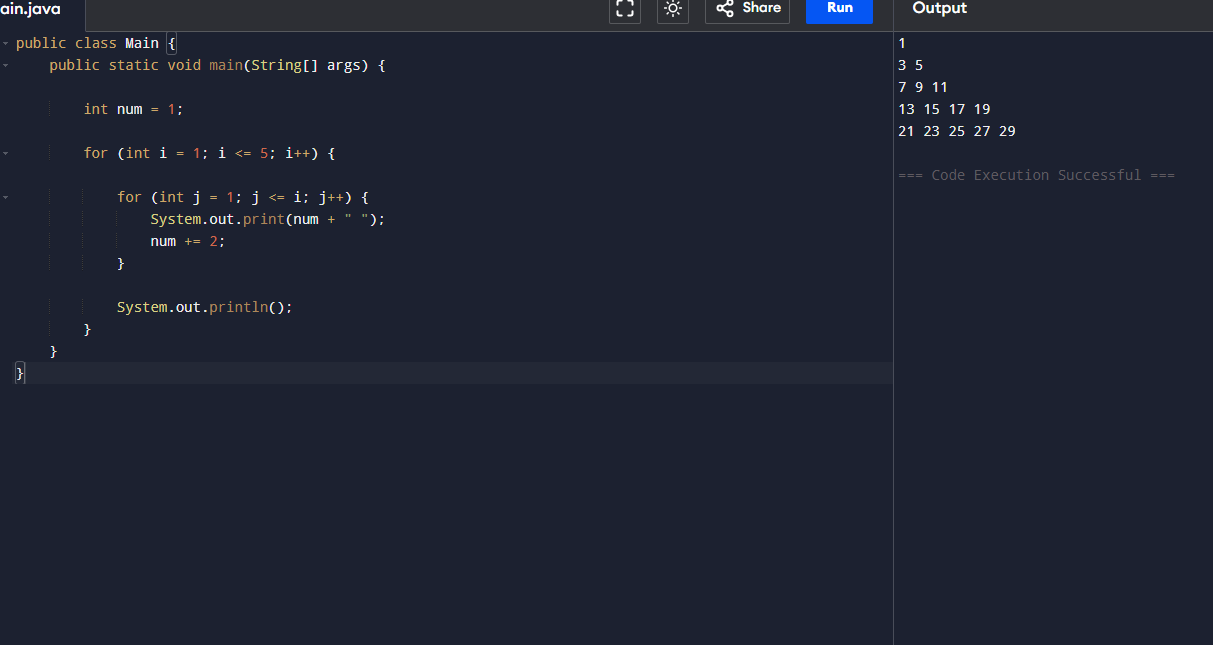 ain.java
Share
Run
Output
public class Main {
    public static void main(String[] args) {
        int num = 1;
        for (int i = 1; i <= 5; i++) {
            for (int j = 1; j <= i; j++) {
                System.out.print(num + " ");
                num += 2;
            }
            System.out.println();
        }
    }
}
1
3 5
7 9 11
13 15 17 19
21 23 25 27 29
=== Code Execution Successful ===